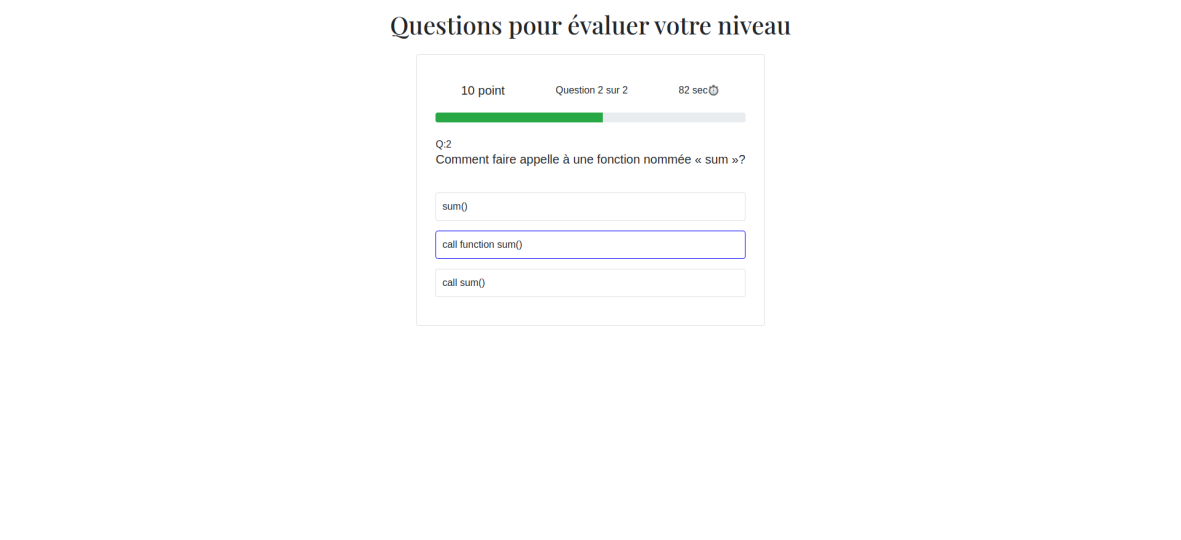 Questions pour évaluer votre niveau
10 point Question 2 sur 2 82 sec
Q:2
Comment faire appelle à une fonction nommée « sum »?
sum()
call function sum()
call sum()